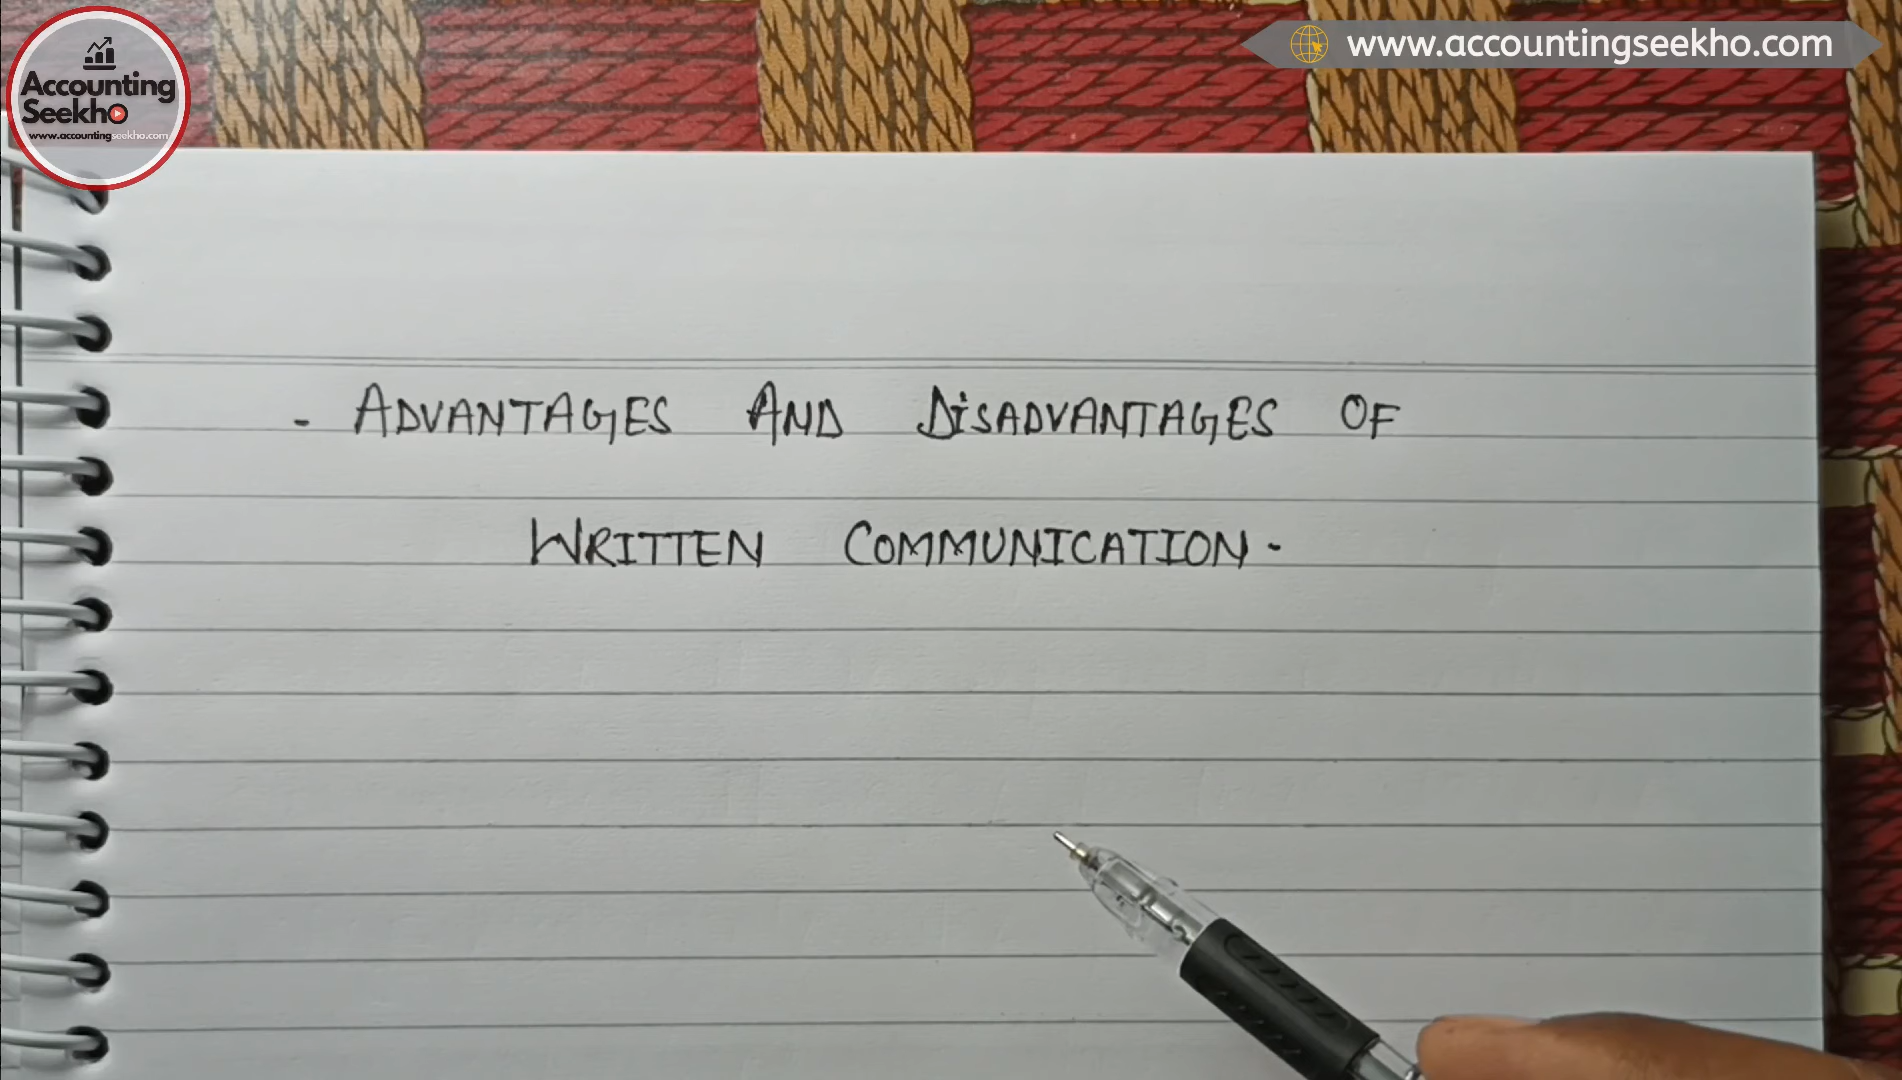 Accounting
Seekho
www.accountingseekho.com
www.accountingseekho.com
- ADVANTAGES AND DISADVANTAGES OF
WRITTEN COMMUNICATION -